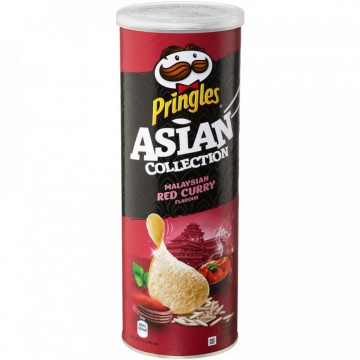 Pringles
ASIAN
COLLECTION
MALAYSIAN
RED CURRY
FLAVOUR